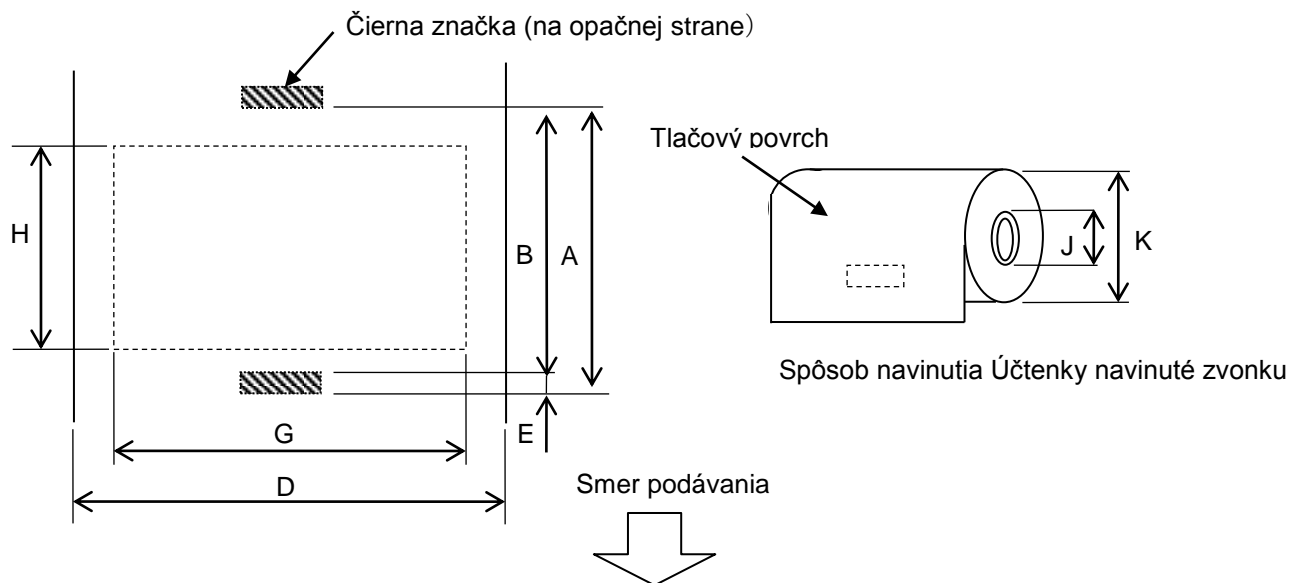 Čierna značka (na opačnej strane）
Tlačový povrch
H
B
A
J
K
Spôsob navinutia Účtenky navinuté zvonku
G
E
D
Smer podávania